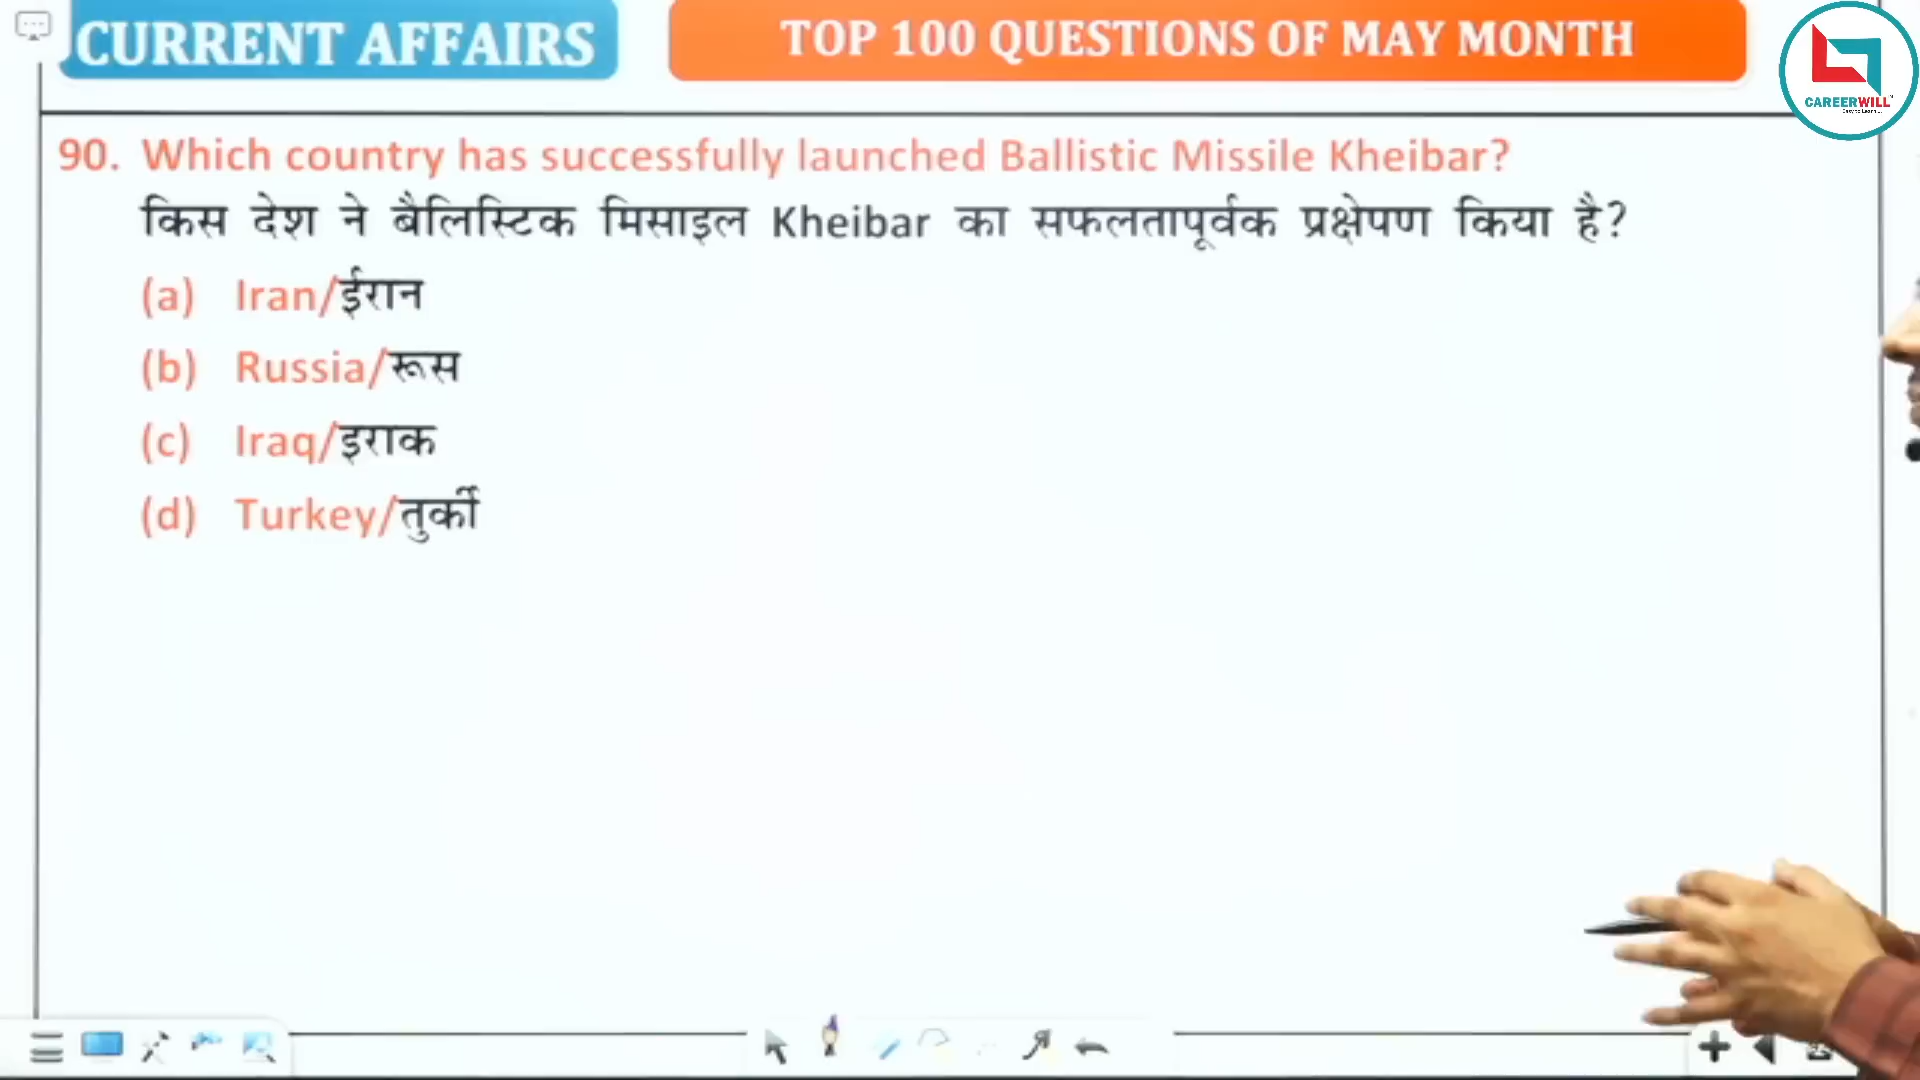 CURRENT AFFAIRS
TOP 100 QUESTIONS OF MAY MONTH
CAREERWILL
90. Which country has successfully launched Ballistic Missile Kheibar?
किस देश ने बैलिस्टिक मिसाइल Kheibar का सफलतापूर्वक प्रक्षेपण किया है?
(a) Iran/ईरान
(b) Russia/रूस
(c) Iraq/इराक
(d) Turkey/तुर्की